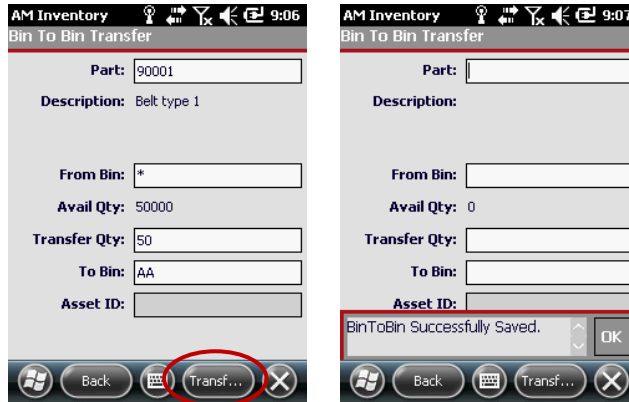 AM Inventory 9:06
Bin To Bin Transfer
Part: 90001
Description: Belt type 1
From Bin: *
Avail Qty: 50000
Transfer Qty: 50
To Bin: AA
Asset ID:
Back Transf...
AM Inventory 9:07
Bin To Bin Transfer
Part:
Description:
From Bin:
Avail Qty: 0
Transfer Qty:
To Bin:
Asset ID:
BinToBin Successfully Saved. OK
Back Transf...